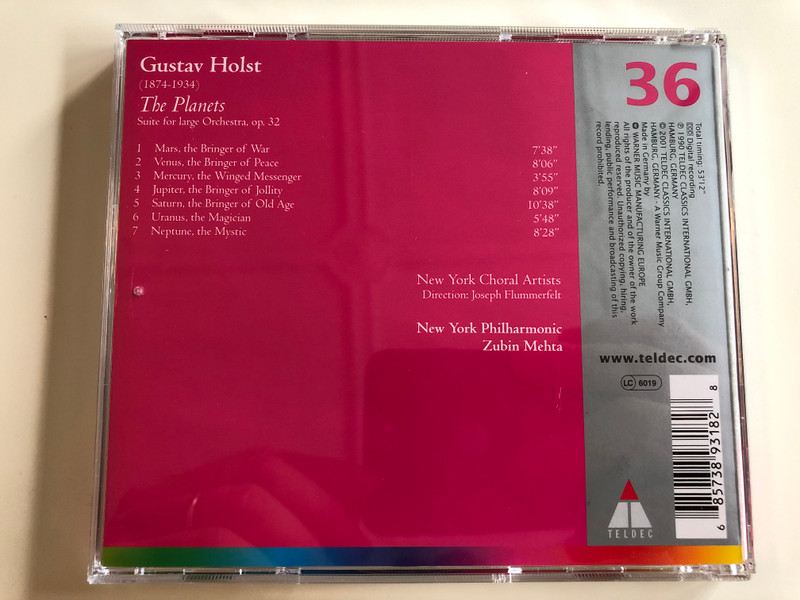 Gustav Holst
(1874-1934)
The Planets
Suite for large Orchestra, op. 32
1 Mars, the Bringer of War 7'38"
2 Venus, the Bringer of Peace 8'06"
3 Mercury, the Winged Messenger 3'55"
4 Jupiter, the Bringer of Jollity 8'09"
5 Saturn, the Bringer of Old Age 10'38"
6 Uranus, the Magician 5'48"
7 Neptune, the Mystic 8'28"
New York Choral Artists
Direction: Joseph Flummerfelt
New York Philharmonic
Zubin Mehta
36
Total timing: 53'12"
DDD Digital recording
℗ 1990 TELDEC CLASSICS INTERNATIONAL GMBH,
HAMBURG, GERMANY
© 2001 TELDEC CLASSICS INTERNATIONAL GMBH,
HAMBURG, GERMANY - A Warner Music Group Company
Made in Germany by
WARNER MUSIC MANUFACTURING EUROPE
All rights of the producer and of the owner of the work
reproduced reserved. Unauthorized copying, hiring,
lending, public performance and broadcasting of this
record prohibited.
www.teldec.com
LC 6019
6 85738 93182 8
TELDEC